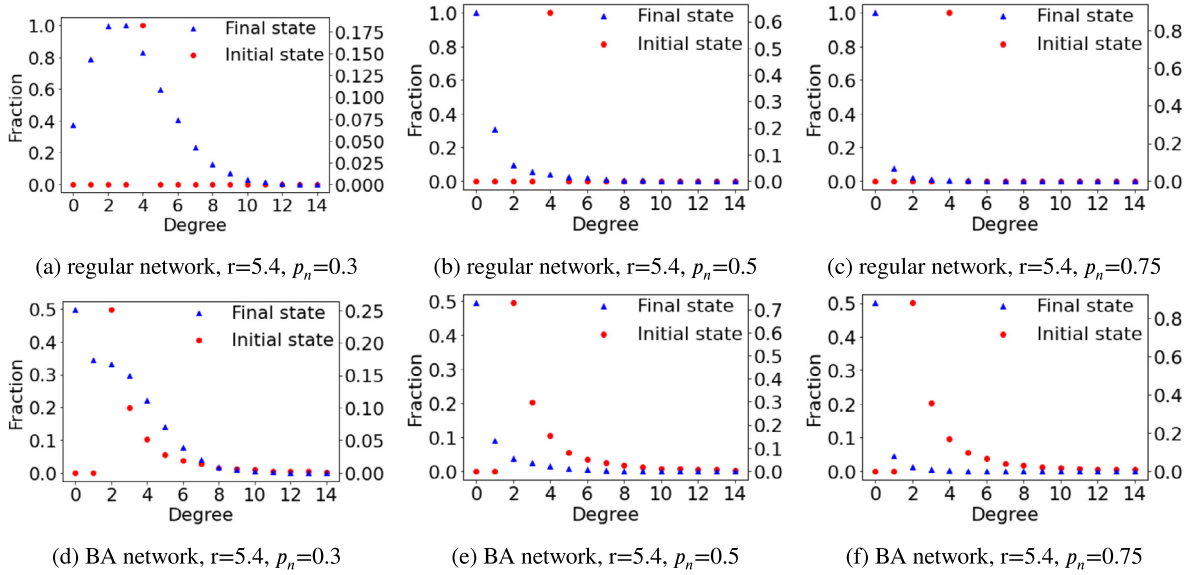 Final state
Initial state
1.0
0.8
0.6
0.4
0.2
0.0
0.175
0.150
0.125
0.100
0.075
0.050
0.025
0.000
Fraction
0 2 4 6 8 10 12 14
Degree
(a) regular network, r=5.4, pₙ=0.3
Final state
Initial state
1.0
0.8
0.6
0.4
0.2
0.0
0.6
0.5
0.4
0.3
0.2
0.1
0.0
Fraction
0 2 4 6 8 10 12 14
Degree
(b) regular network, r=5.4, pₙ=0.5
Final state
Initial state
1.0
0.8
0.6
0.4
0.2
0.0
0.8
0.6
0.4
0.2
0.0
Fraction
0 2 4 6 8 10 12 14
Degree
(c) regular network, r=5.4, pₙ=0.75
Final state
Initial state
0.5
0.4
0.3
0.2
0.1
0.0
0.25
0.20
0.15
0.10
0.05
0.00
Fraction
0 2 4 6 8 10 12 14
Degree
(d) BA network, r=5.4, pₙ=0.3
Final state
Initial state
0.5
0.4
0.3
0.2
0.1
0.0
0.7
0.6
0.5
0.4
0.3
0.2
0.1
0.0
Fraction
0 2 4 6 8 10 12 14
Degree
(e) BA network, r=5.4, pₙ=0.5
Final state
Initial state
0.5
0.4
0.3
0.2
0.1
0.0
0.8
0.6
0.4
0.2
0.0
Fraction
0 2 4 6 8 10 12 14
Degree
(f) BA network, r=5.4, pₙ=0.75